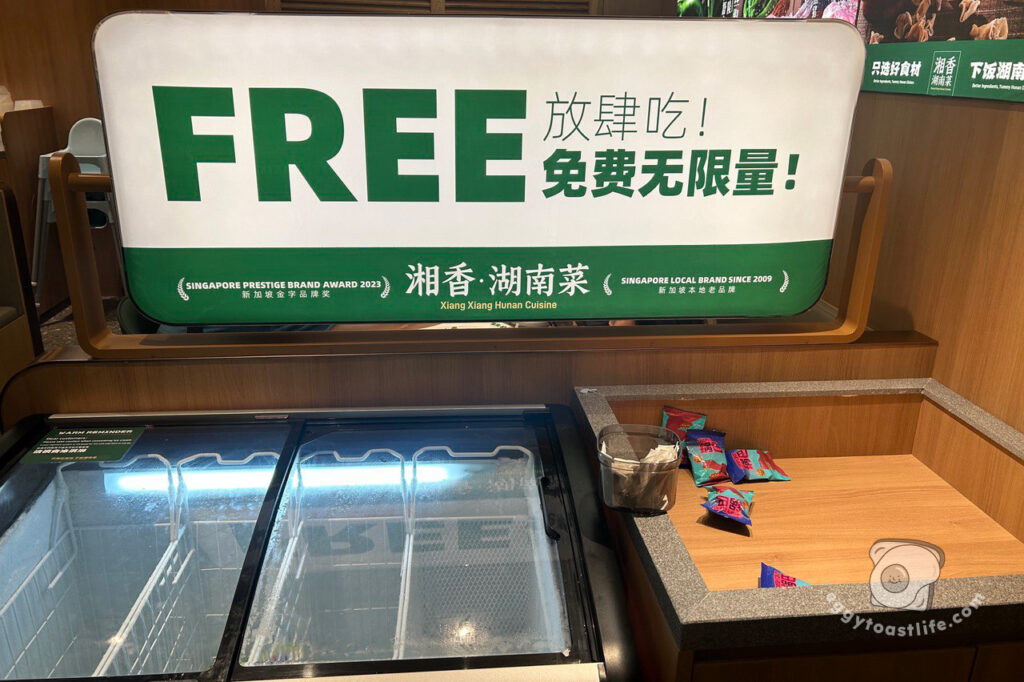 FREE
放肆吃!
免费无限量!
SINGAPORE PRESTIGE BRAND AWARD 2023
新加坡金字品牌奖
湘香·湖南菜
Xiang Xiang Hunan Cuisine
SINGAPORE LOCAL BRAND SINCE 2009
新加坡本地老品牌
只选好食材
湘香
湖南菜
下饭湖南
WARM REMINDER
Dear customers,
eggytoastlife.com